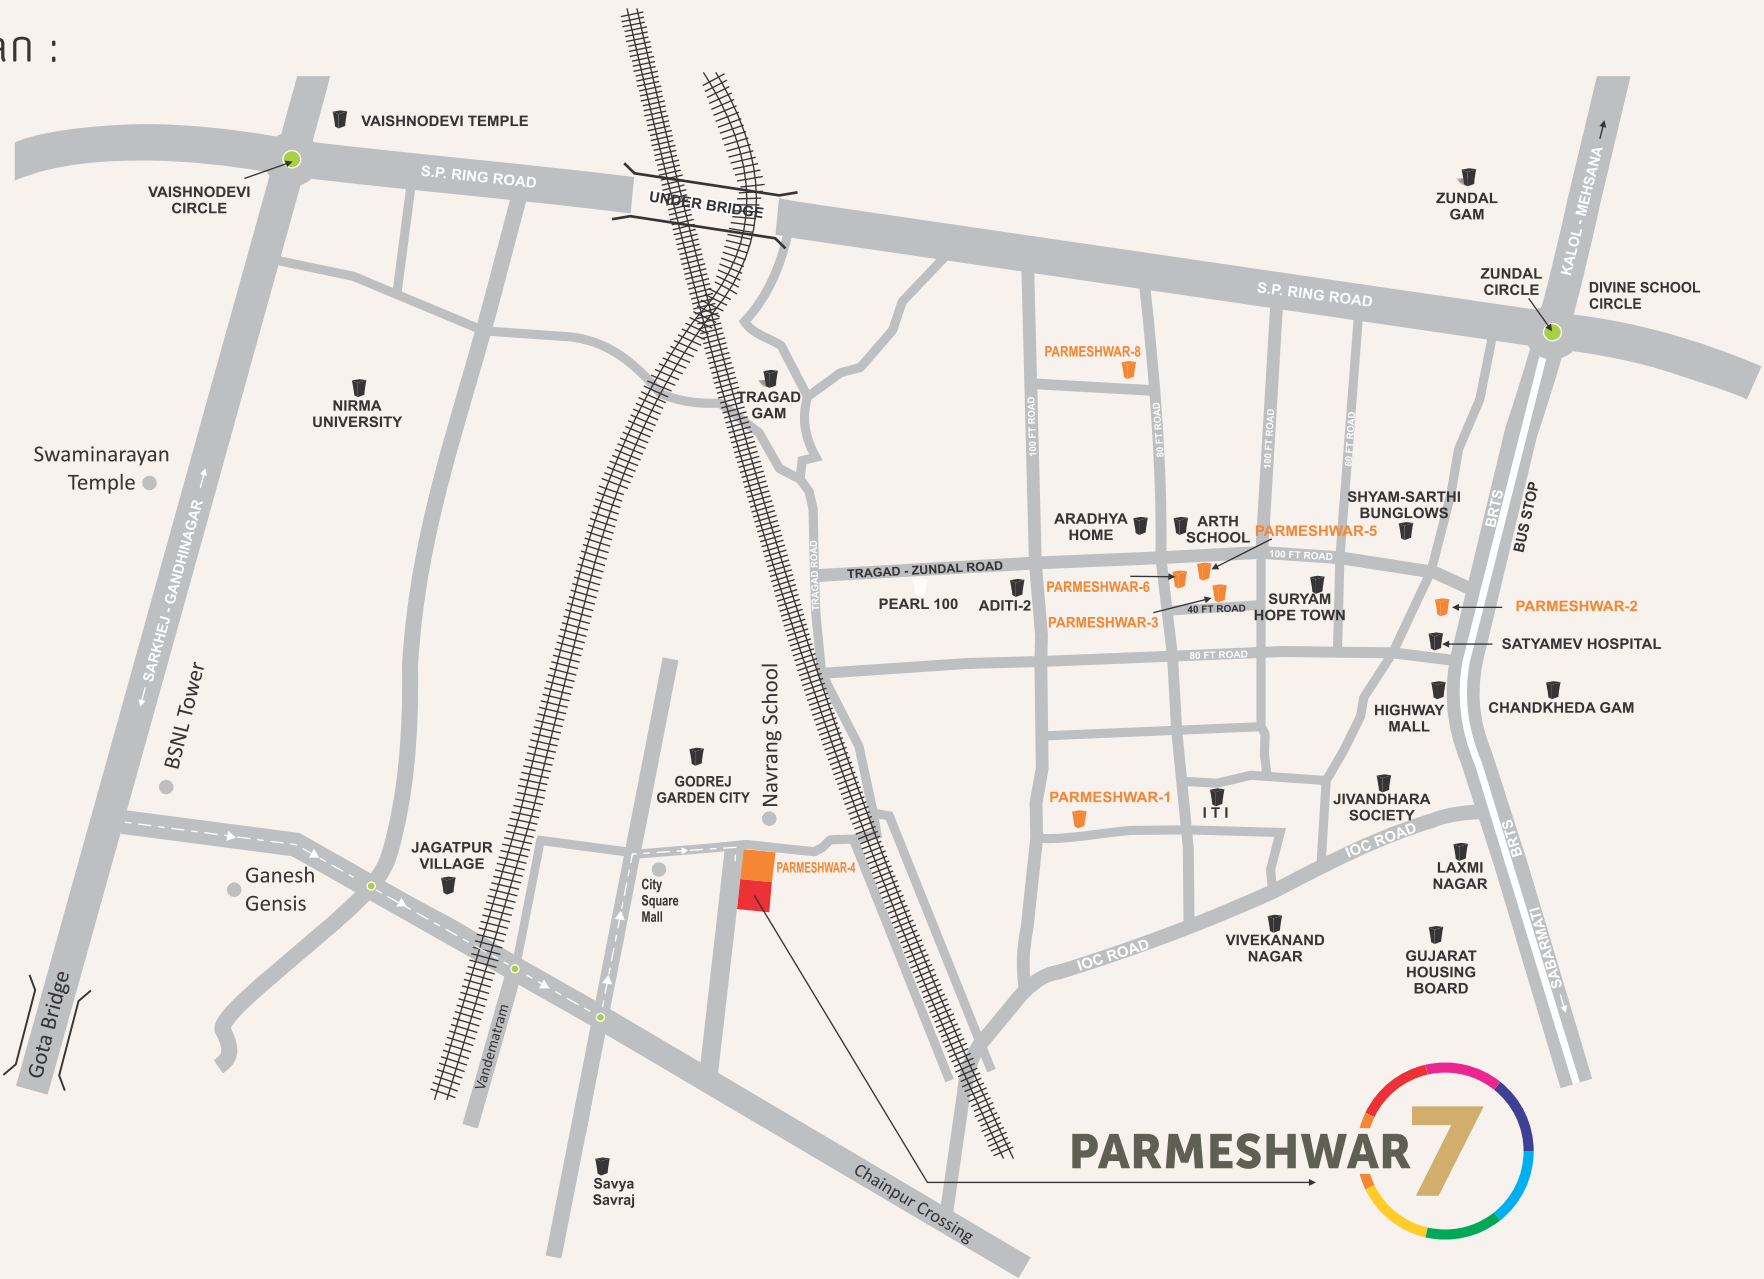 an :
VAISHNODEVI TEMPLE
VAISHNODEVI
CIRCLE
S.P. RING ROAD
UNDER BRIDGE
KALOL - MEHSANA
ZUNDAL
GAM
ZUNDAL
CIRCLE
DIVINE SCHOOL
CIRCLE
S.P. RING ROAD
PARMESHWAR-8
NIRMA
UNIVERSITY
TRAGAD
GAM
100 FT ROAD
80 FT ROAD
100 FT ROAD
60 FT ROAD
Swaminarayan
Temple
SARKHEJ - GANDHINAGAR
SHYAM-SARTHI
BUNGLOWS
BRTS
BUS STOP
ARADHYA
HOME
ARTH
SCHOOL
PARMESHWAR-5
100 FT ROAD
TRAGAD ROAD
TRAGAD - ZUNDAL ROAD
PEARL 100
ADITI-2
PARMESHWAR-6
PARMESHWAR-3
40 FT ROAD
SURYAM
HOPE TOWN
PARMESHWAR-2
SATYAMEV HOSPITAL
80 FT ROAD
BSNL Tower
Navrang School
HIGHWAY
MALL
CHANDKHEDA GAM
GODREJ
GARDEN CITY
PARMESHWAR-1
I T I
JIVANDHARA
SOCIETY
IOC ROAD
BRTS
JAGATPUR
VILLAGE
Ganesh
Gensis
PARMESHWAR-4
City
Square
Mall
LAXMI
NAGAR
VIVEKANAND
NAGAR
IOC ROAD
GUJARAT
HOUSING
BOARD
SABARMATI
Gota Bridge
Vandematram
Savya
Savraj
Chainpur Crossing
PARMESHWAR 7